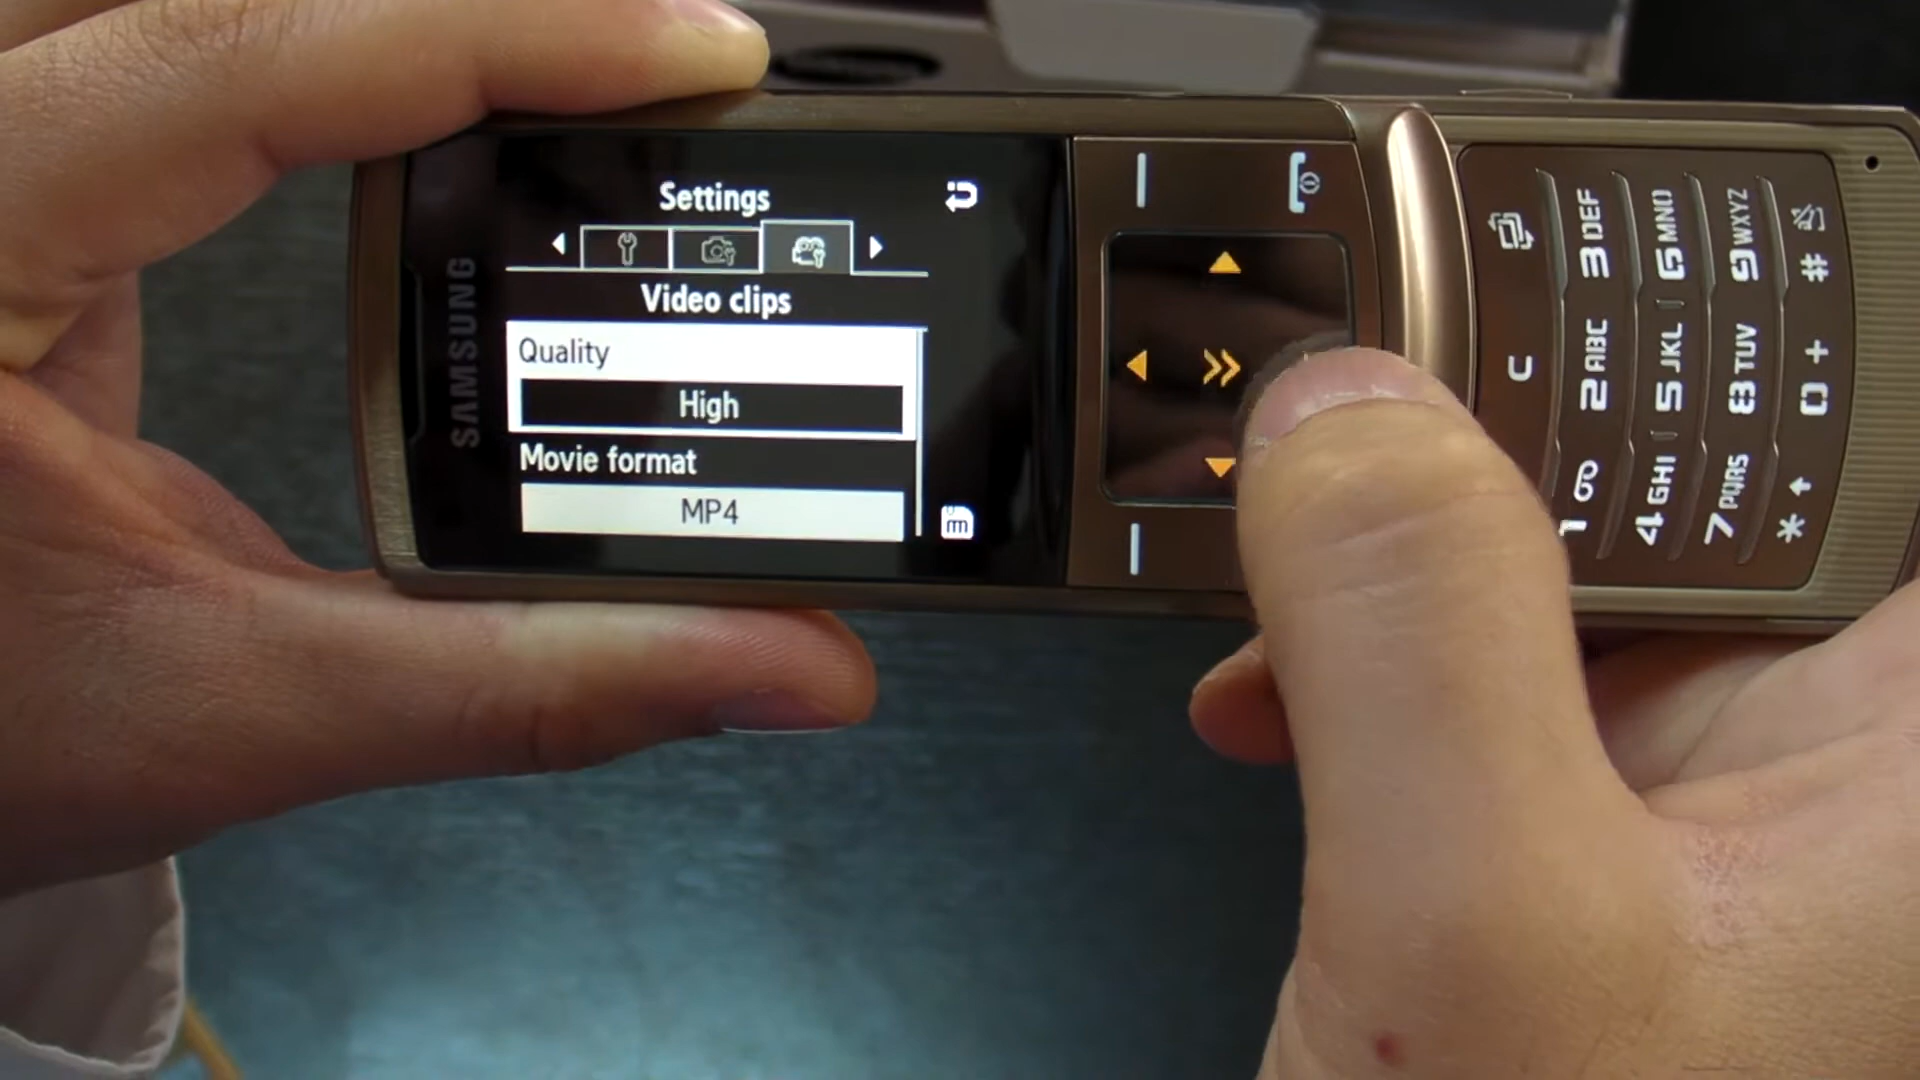 SAMSUNG
Settings
Video clips
Quality
High
Movie format
MP4
C
1
2 ABC
3 DEF
4 GHI
5 JKL
6 MNO
7 PQRS
8 TUV
9 WXYZ
*
0 +
#